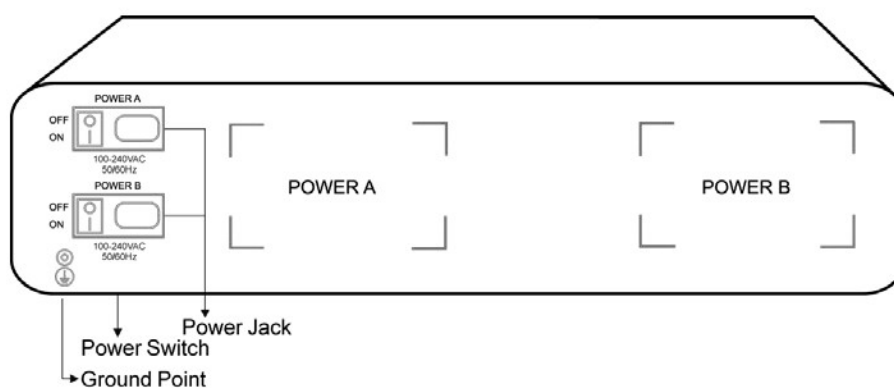 POWER A
OFF
ON
100-240VAC
50/60Hz
POWER B
OFF
ON
100-240VAC
50/60Hz
POWER A
POWER B
Power Jack
Power Switch
Ground Point